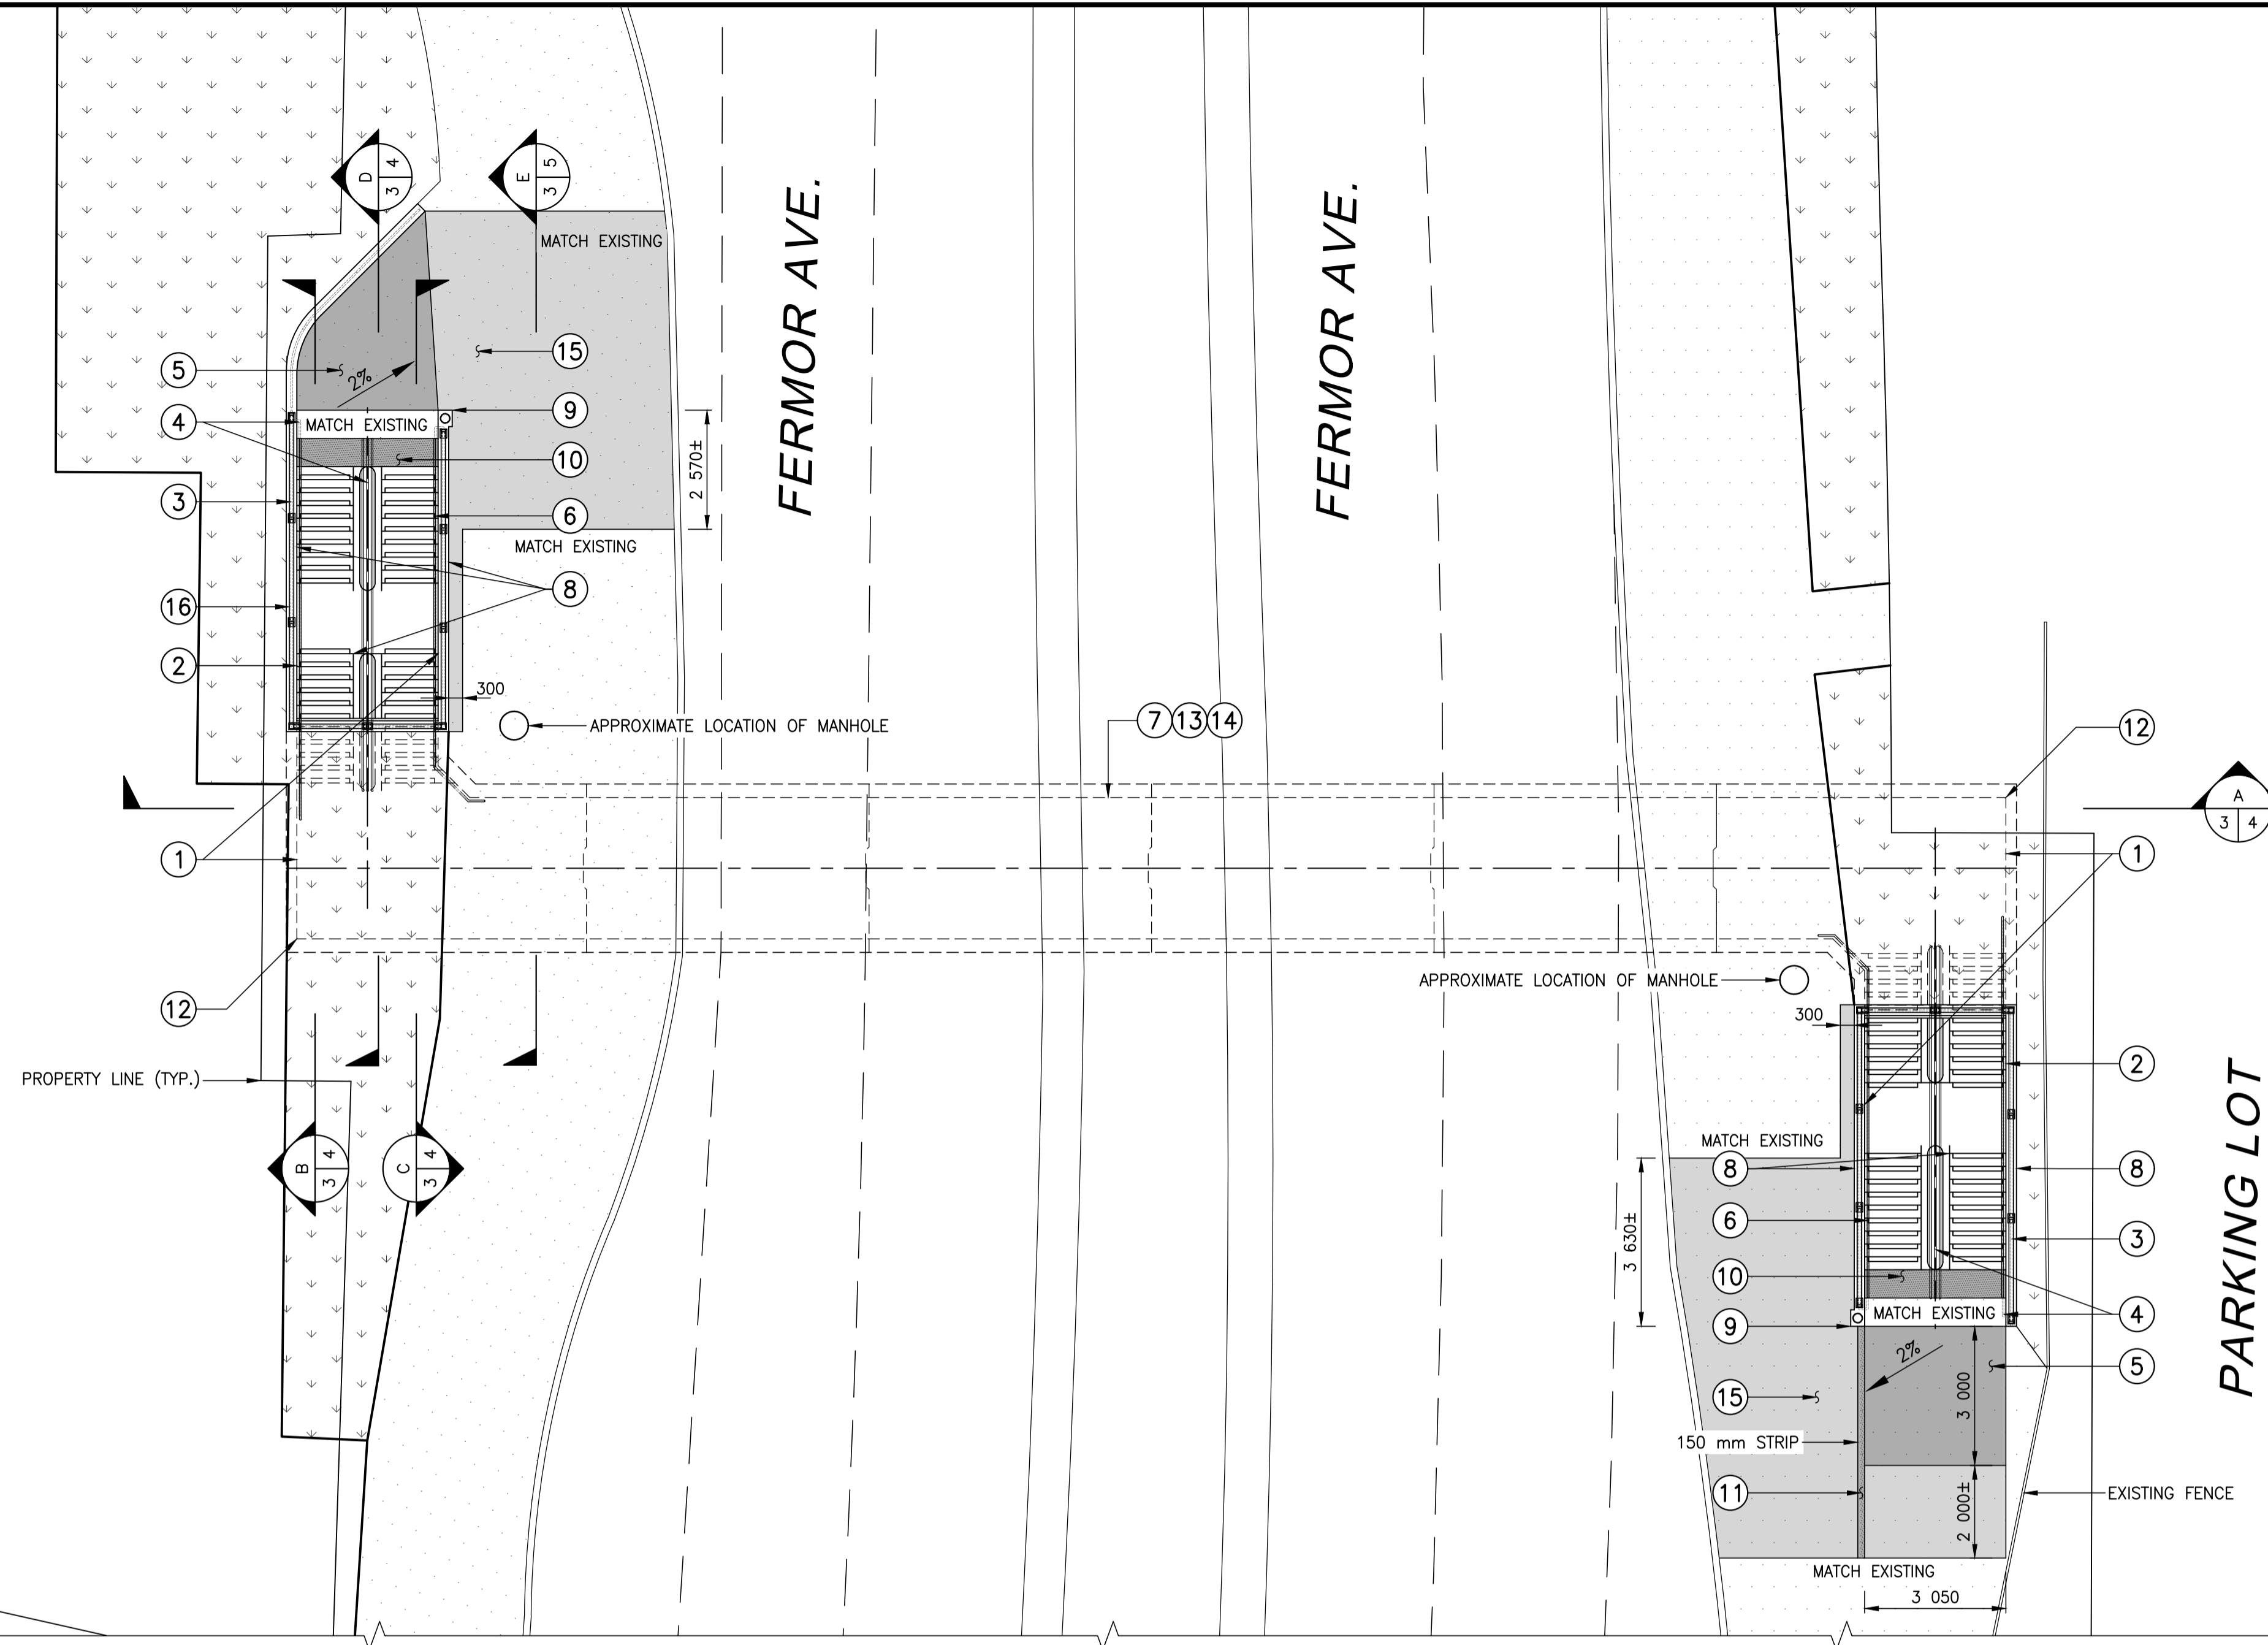 D
3 4
E
3 5
MATCH EXISTING
FERMOR AVE.
FERMOR AVE.
15
5
2%
9
4
MATCH EXISTING
10
2 570±
3
6
MATCH EXISTING
8
16
2
300
APPROXIMATE LOCATION OF MANHOLE
7 13 14
12
A
3 4
1
1
APPROXIMATE LOCATION OF MANHOLE
12
300
2
PROPERTY LINE (TYP.)
PARKING LOT
B
3 4
C
3 4
MATCH EXISTING
8
8
6
3 630±
3
10
9
MATCH EXISTING
4
2%
5
15
3 000
150 mm STRIP
11
2 000±
EXISTING FENCE
MATCH EXISTING
3 050